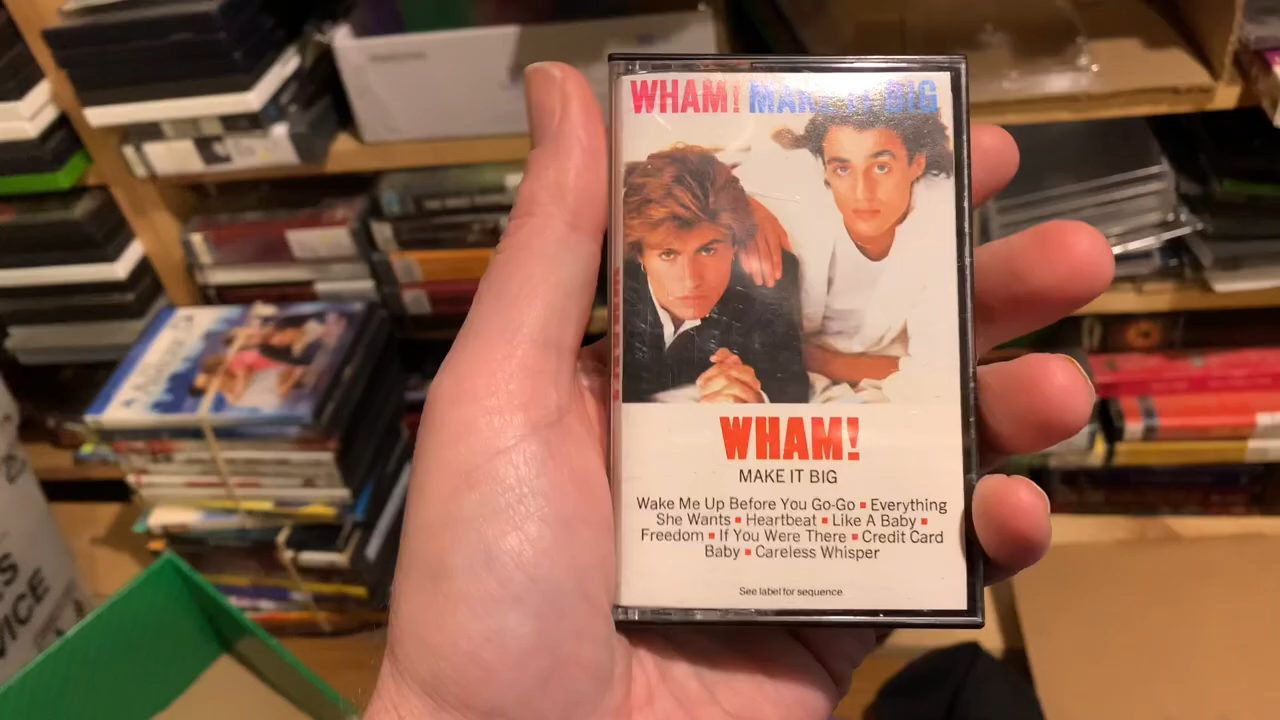 WHAM! MAKE IT BIG
WHAM!
MAKE IT BIG
Wake Me Up Before You Go-Go ▪ Everything
She Wants ▪ Heartbeat ▪ Like A Baby ▪
Freedom ▪ If You Were There ▪ Credit Card
Baby ▪ Careless Whisper
See label for sequence.